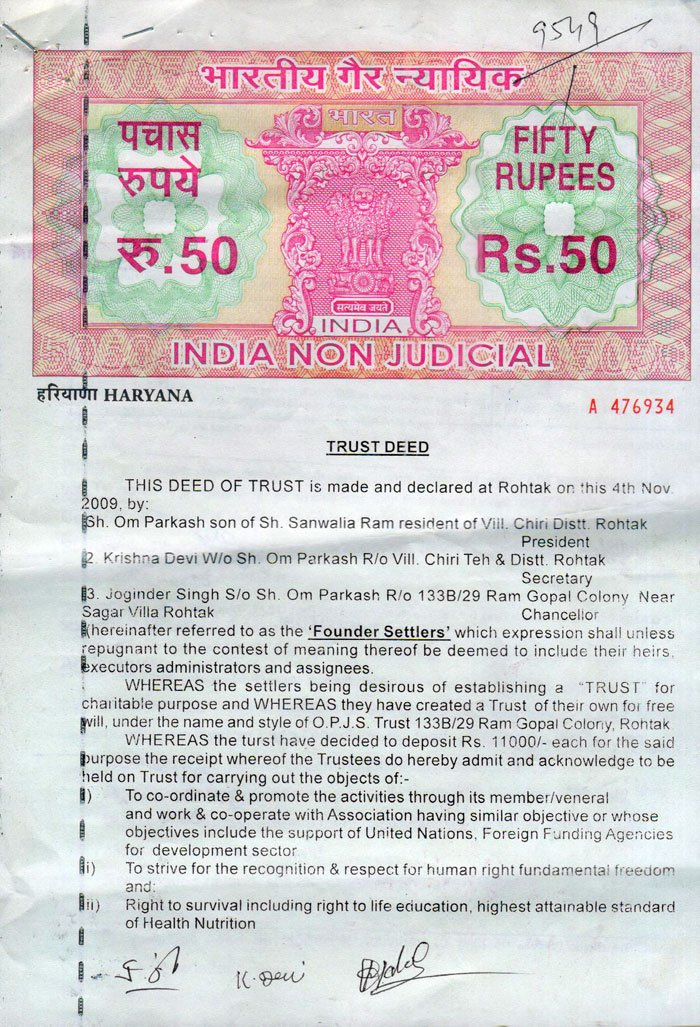 9549
भारतीय गैर न्यायिक
भारत
पचास
रुपये
रु.50
FIFTY
RUPEES
Rs.50
सत्यमेव जयते
INDIA
INDIA NON JUDICIAL
हरियाणा HARYANA
A 476934
TRUST DEED
THIS DEED OF TRUST is made and declared at Rohtak on this 4th Nov.
2009, by:
Sh. Om Parkash son of Sh. Sanwalia Ram resident of Vill. Chiri Distt. Rohtak
President
2. Krishna Devi W/o Sh. Om Parkash R/o Vill. Chiri Teh & Distt. Rohtak
Secretary
3. Joginder Singh S/o Sh. Om Parkash R/o 133B/29 Ram Gopal Colony Near
Sagar Villa Rohtak Chancellor
(hereinafter referred to as the 'Founder Settlers' which expression shall unless
repugnant to the contest of meaning thereof be deemed to include their heirs,
executors administrators and assignees.
WHEREAS the settlers being desirous of establishing a "TRUST" for
charitable purpose and WHEREAS they have created a Trust of their own for free
will, under the name and style of O.P.J.S. Trust 133B/29 Ram Gopal Colony, Rohtak.
WHEREAS the turst have decided to deposit Rs. 11000/- each for the said
purpose the receipt whereof the Trustees do hereby admit and acknowledge to be
held on Trust for carrying out the objects of:-
i) To co-ordinate & promote the activities through its member/veneral
and work & co-operate with Association having similar objective or whose
objectives include the support of United Nations, Foreign Funding Agencies
for development sector
ii) To strive for the recognition & respect for human right fundamental freedom
and:
iii) Right to survival including right to life education, highest attainable standard
of Health Nutrition
K. Devi